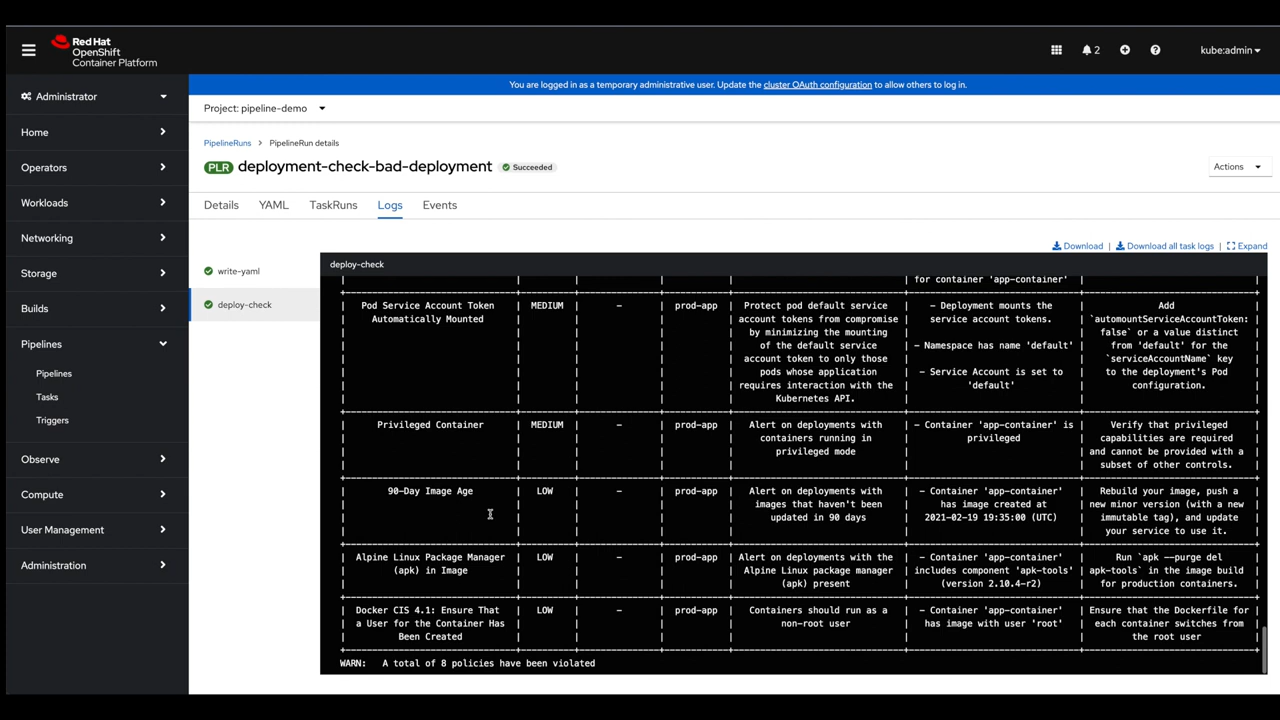 Red Hat
OpenShift
Container Platform
2
kube:admin
You are logged in as a temporary administrative user. Update the cluster OAuth configuration to allow others to log in.
Administrator
Home
Operators
Workloads
Networking
Storage
Builds
Pipelines
Pipelines
Tasks
Triggers
Observe
Compute
User Management
Administration
Project: pipeline-demo
PipelineRuns > PipelineRun details
PLR deployment-check-bad-deployment Succeeded
Actions
Details YAML TaskRuns Logs Events
Download | Download all task logs | Expand
write-yaml
deploy-check
deploy-check
for container 'app-container'
Pod Service Account Token | MEDIUM | - | prod-app | Protect pod default service | - Deployment mounts the | Add
Automatically Mounted | account tokens from compromise | service account tokens. | `automountServiceAccountToken:
by minimizing the mounting | false` or a value distinct
of the default service | - Namespace has name 'default' | from 'default' for the
account token to only those | `serviceAccountName` key
pods whose application | - Service Account is set to | to the deployment's Pod
requires interaction with the | 'default' | configuration.
Kubernetes API.
Privileged Container | MEDIUM | - | prod-app | Alert on deployments with | - Container 'app-container' is | Verify that privileged
containers running in | privileged | capabilities are required
privileged mode | and cannot be provided with a
subset of other controls.
90-Day Image Age | LOW | - | prod-app | Alert on deployments with | - Container 'app-container' | Rebuild your image, push a
images that haven't been | has image created at | new minor version (with a new
updated in 90 days | 2021-02-19 19:35:00 (UTC) | immutable tag), and update
your service to use it.
Alpine Linux Package Manager | LOW | - | prod-app | Alert on deployments with the | - Container 'app-container' | Run `apk --purge del
(apk) in Image | Alpine Linux package manager | includes component 'apk-tools' | apk-tools` in the image build
(apk) present | (version 2.10.4-r2) | for production containers.
Docker CIS 4.1: Ensure That | LOW | - | prod-app | Containers should run as a | - Container 'app-container' | Ensure that the Dockerfile for
a User for the Container Has | non-root user | has image with user 'root' | each container switches from
Been Created | the root user
WARN: A total of 8 policies have been violated